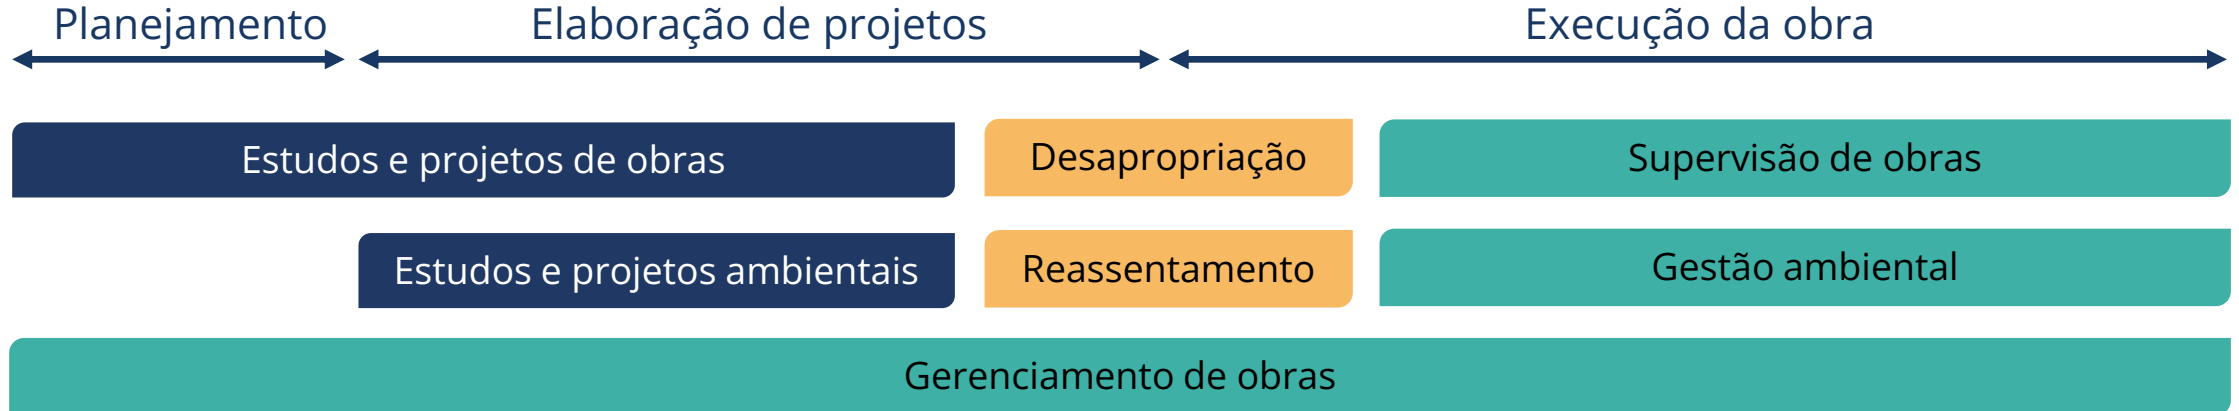 Planejamento
Elaboração de projetos
Execução da obra
Estudos e projetos de obras
Desapropriação
Supervisão de obras
Estudos e projetos ambientais
Reassentamento
Gestão ambiental
Gerenciamento de obras